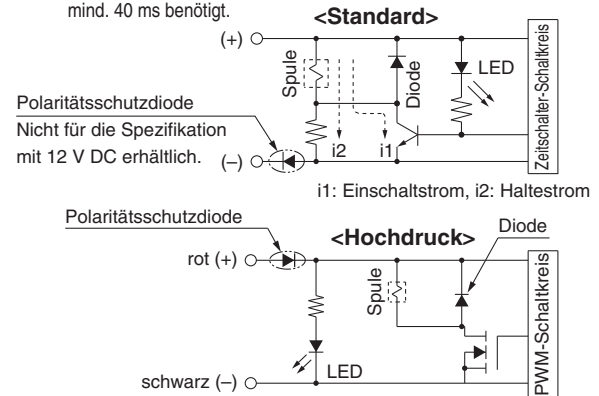 mind. 40 ms benötigt.
<Standard>
(+)
Spule
Diode
LED
Zeitschalter-Schaltkreis
Polaritätsschutzdiode
Nicht für die Spezifikation
mit 12 V DC erhältlich.
(–)
i2
i1
i1: Einschaltstrom, i2: Haltestrom
Polaritätsschutzdiode
<Hochdruck>
Diode
rot (+)
Spule
LED
PWM-Schaltkreis
schwarz (–)